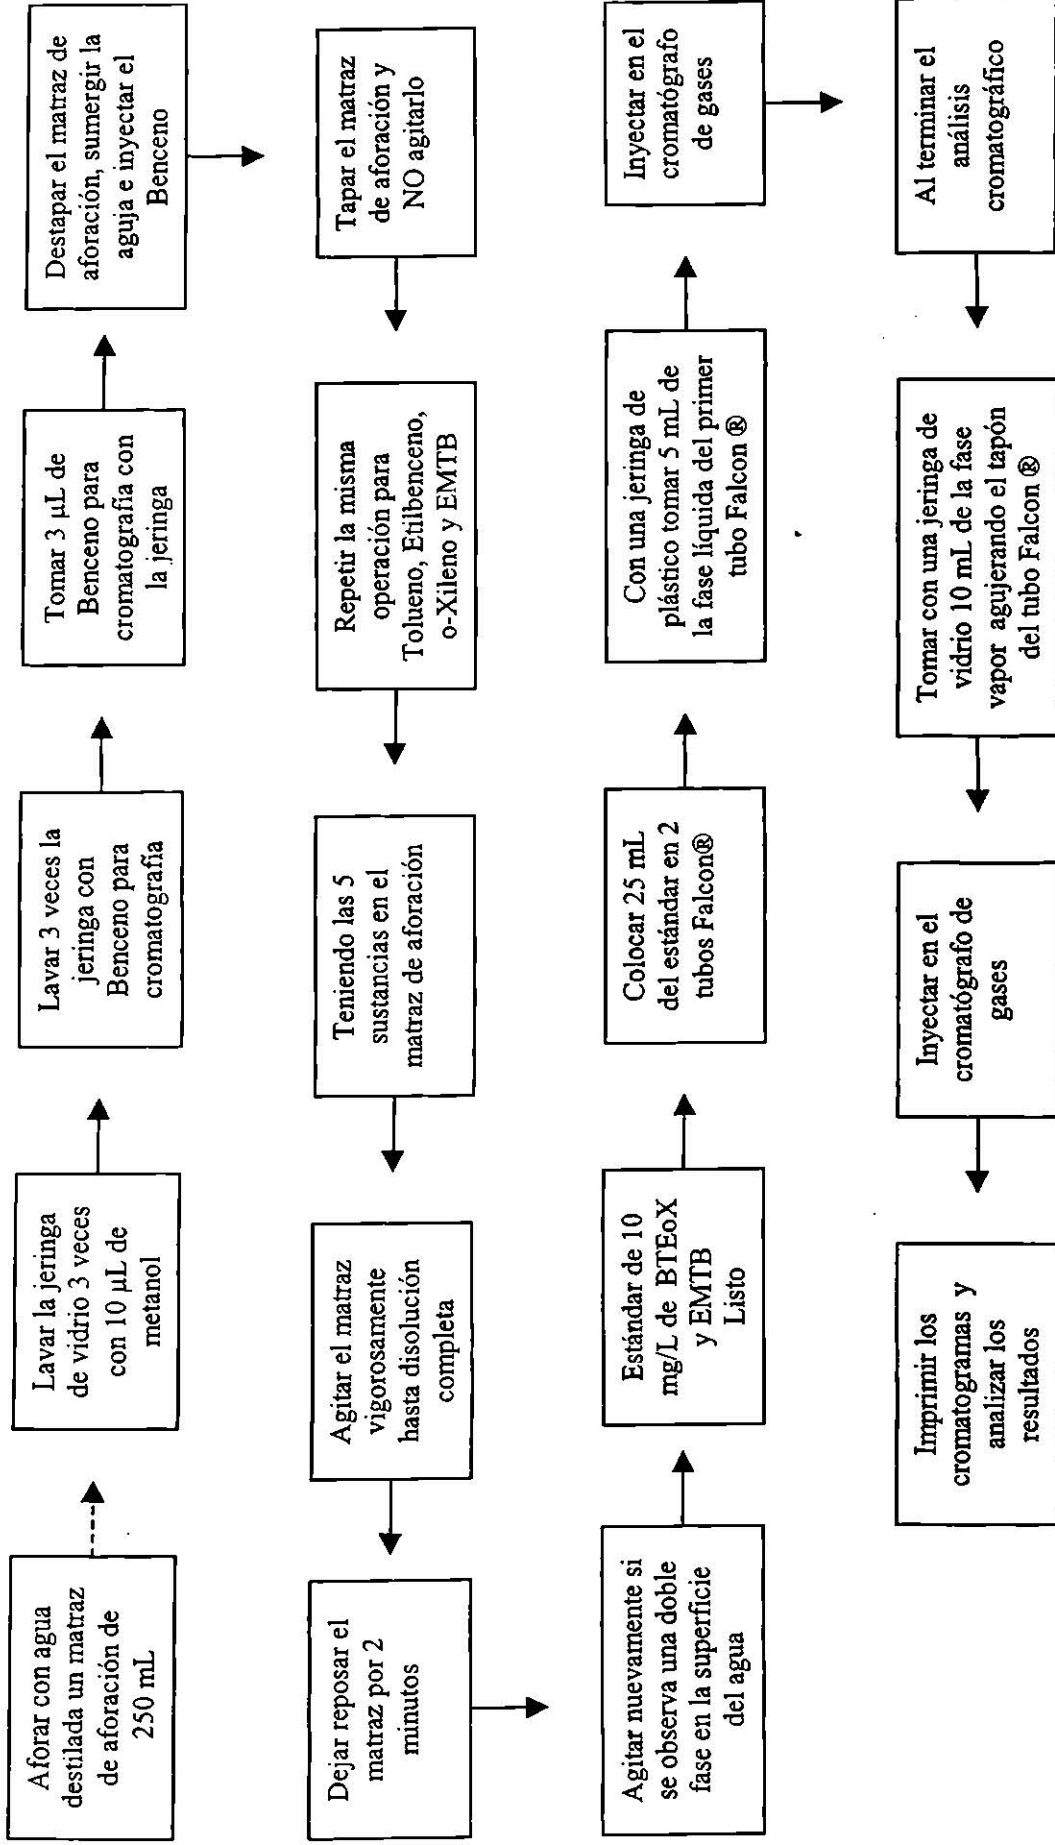 Aforar con agua
destilada un matraz
de aforación de
250 mL
Lavar la jeringa
de vidrio 3 veces
con 10 µL de
metanol
Lavar 3 veces la
jeringa con
Benceno para
cromatografía
Tomar 3 µL de
Benceno para
cromatografía con
la jeringa
Destapar el matraz de
aforación, sumergir la
aguja e inyectar el
Benceno
Tapar el matraz
de aforación y
NO agitarlo
Repetir la misma
operación para
Tolueno, Etilbenceno,
o-Xileno y EMTB
Teniendo las 5
sustancias en el
matraz de aforación
Agitar el matraz
vigorosamente
hasta disolución
completa
Dejar reposar el
matraz por 2
minutos
Agitar nuevamente si
se observa una doble
fase en la superficie
del agua
Estándar de 10
mg/L de BTEoX
y EMTB
Listo
Colocar 25 mL
del estándar en 2
tubos Falcon®
Con una jeringa de
plástico tomar 5 mL de
la fase líquida del primer
tubo Falcon ®
Inyectar en el
cromatógrafo
de gases
Al terminar el
análisis
cromatográfico
Tomar con una jeringa de
vidrio 10 mL de la fase
vapor agujerando el tapón
del tubo Falcon ®
Inyectar en el
cromatógrafo de
gases
Imprimir los
cromatogramas y
analizar los
resultados